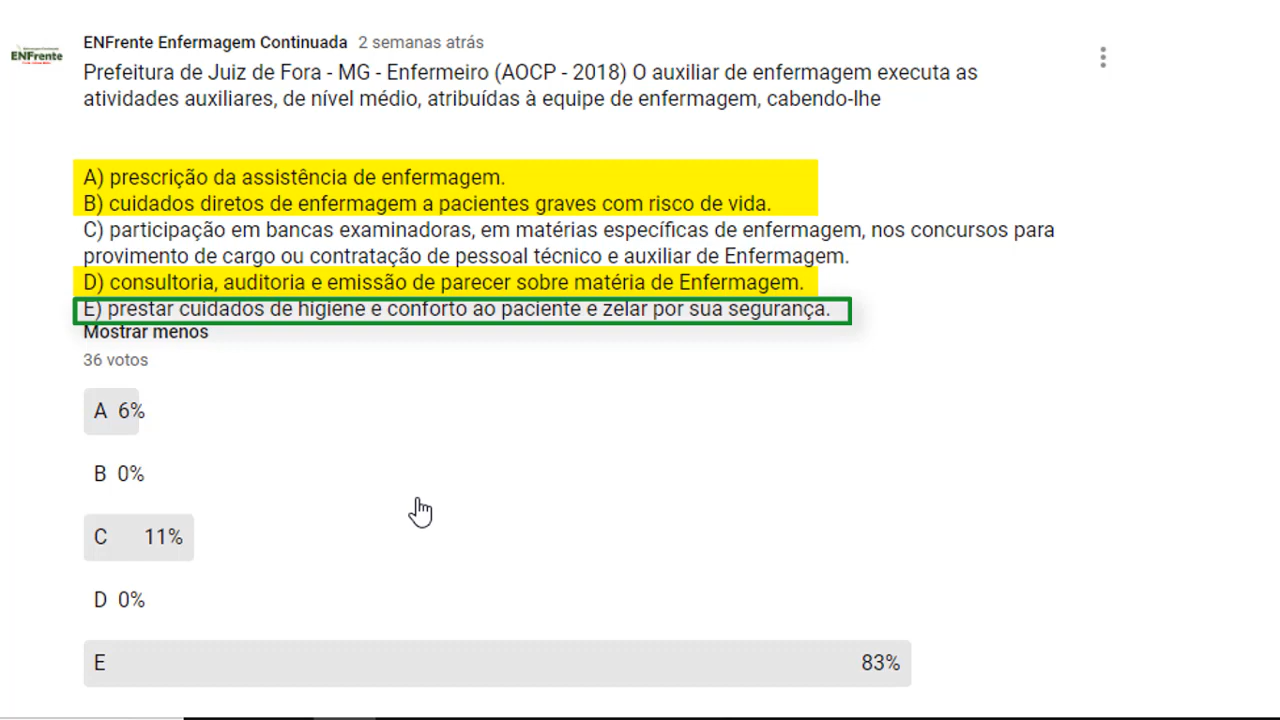 ENFrente Enfermagem Continuada 2 semanas atrás
ENFrente
Prefeitura de Juiz de Fora - MG - Enfermeiro (AOCP - 2018) O auxiliar de enfermagem executa as
atividades auxiliares, de nível médio, atribuídas à equipe de enfermagem, cabendo-lhe
A) prescrição da assistência de enfermagem.
B) cuidados diretos de enfermagem a pacientes graves com risco de vida.
C) participação em bancas examinadoras, em matérias específicas de enfermagem, nos concursos para
provimento de cargo ou contratação de pessoal técnico e auxiliar de Enfermagem.
D) consultoria, auditoria e emissão de parecer sobre matéria de Enfermagem.
E) prestar cuidados de higiene e conforto ao paciente e zelar por sua segurança.
Mostrar menos
36 votos
A 6%
B 0%
C 11%
D 0%
E 83%